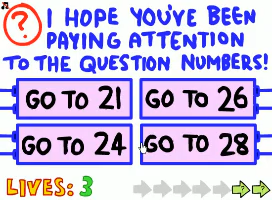 ?
I HOPE YOU'VE BEEN
PAYING ATTENTION
TO THE QUESTION NUMBERS!
GO TO 21
GO TO 26
GO TO 24
GO TO 28
LIVES: 3